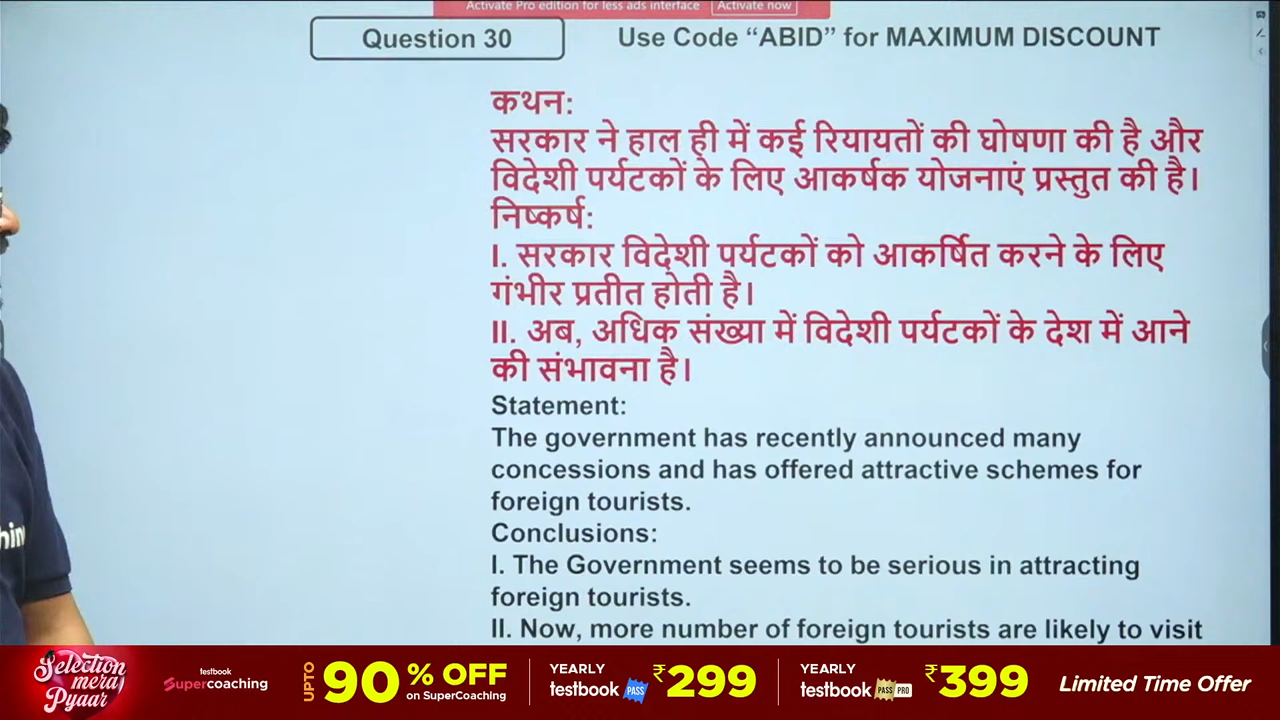 Activate Pro edition for less ads interface Activate now
Question 30
Use Code “ABID” for MAXIMUM DISCOUNT
कथन:
सरकार ने हाल ही में कई रियायतों की घोषणा की है और
विदेशी पर्यटकों के लिए आकर्षक योजनाएं प्रस्तुत की है।
निष्कर्ष:
I. सरकार विदेशी पर्यटकों को आकर्षित करने के लिए
गंभीर प्रतीत होती है।
II. अब, अधिक संख्या में विदेशी पर्यटकों के देश में आने
की संभावना है।
Statement:
The government has recently announced many
concessions and has offered attractive schemes for
foreign tourists.
Conclusions:
I. The Government seems to be serious in attracting
foreign tourists.
II. Now, more number of foreign tourists are likely to visit
Selection
mera
Pyaar
testbook
Supercoaching
UPTO 90% OFF
on SuperCoaching
YEARLY
testbook PASS
₹299
YEARLY
testbook PASS PRO
₹399
Limited Time Offer